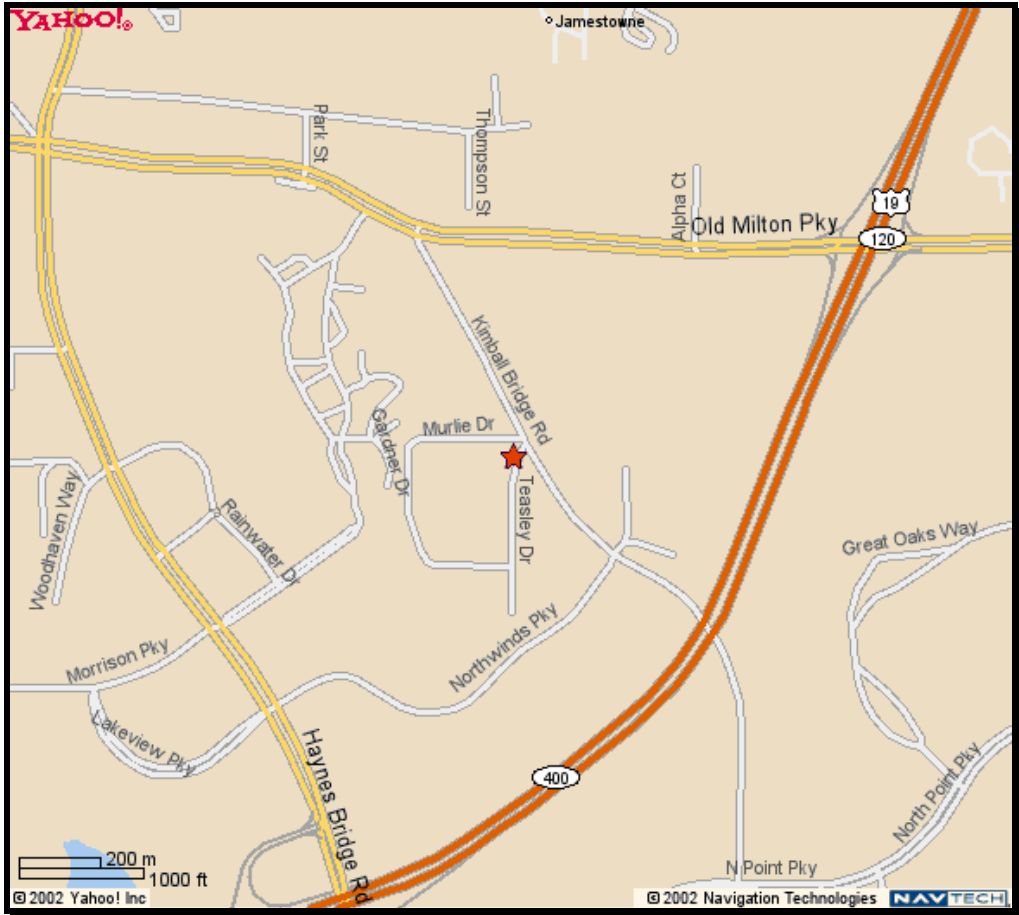 YAHOO!®
Jamestowne
Park St
Thompson St
Alpha Ct
19
Old Milton Pky
120
Kimball Bridge Rd
Gardner Dr
Murlie Dr
Teasley Dr
Woodhaven Way
Rainwater Dr
Great Oaks Way
Morrison Pky
Northwinds Pky
Lakeview Pky
Haynes Bridge Rd
400
North Point Pky
N Point Pky
200 m
1000 ft
© 2002 Yahoo! Inc
© 2002 Navigation Technologies NAVTECH